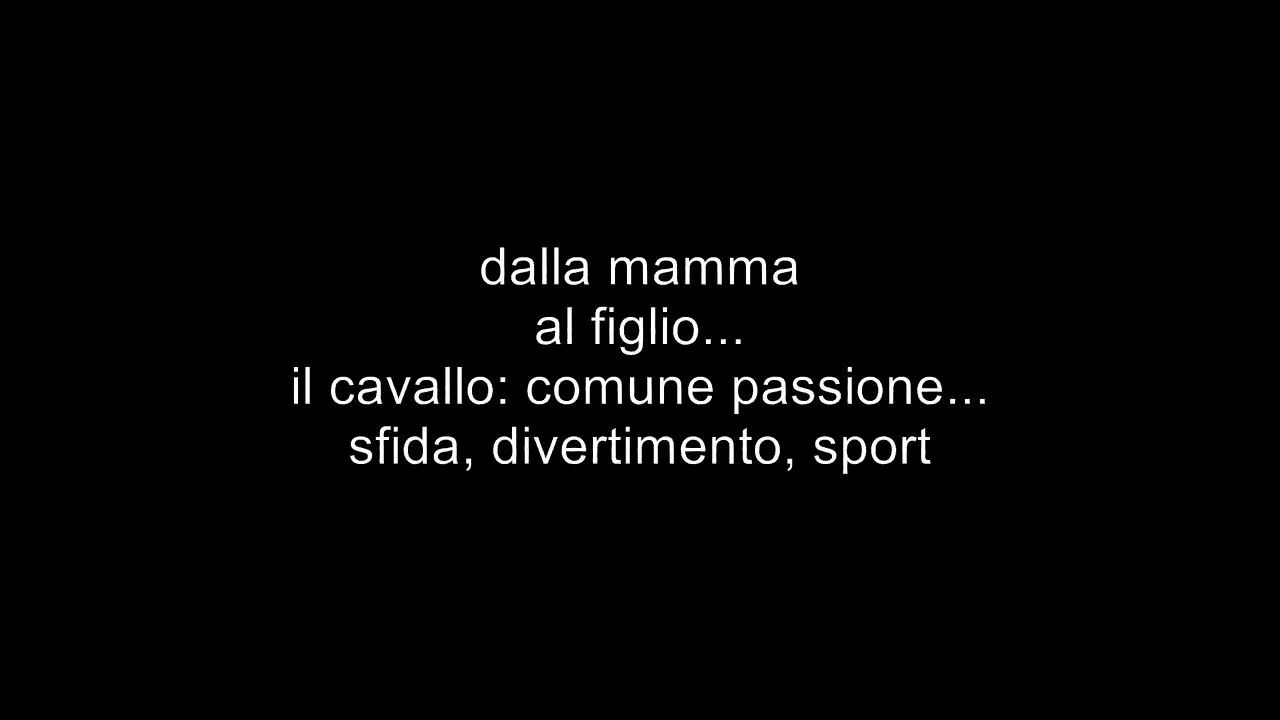 dalla mamma
al figlio...
il cavallo: comune passione...
sfida, divertimento, sport